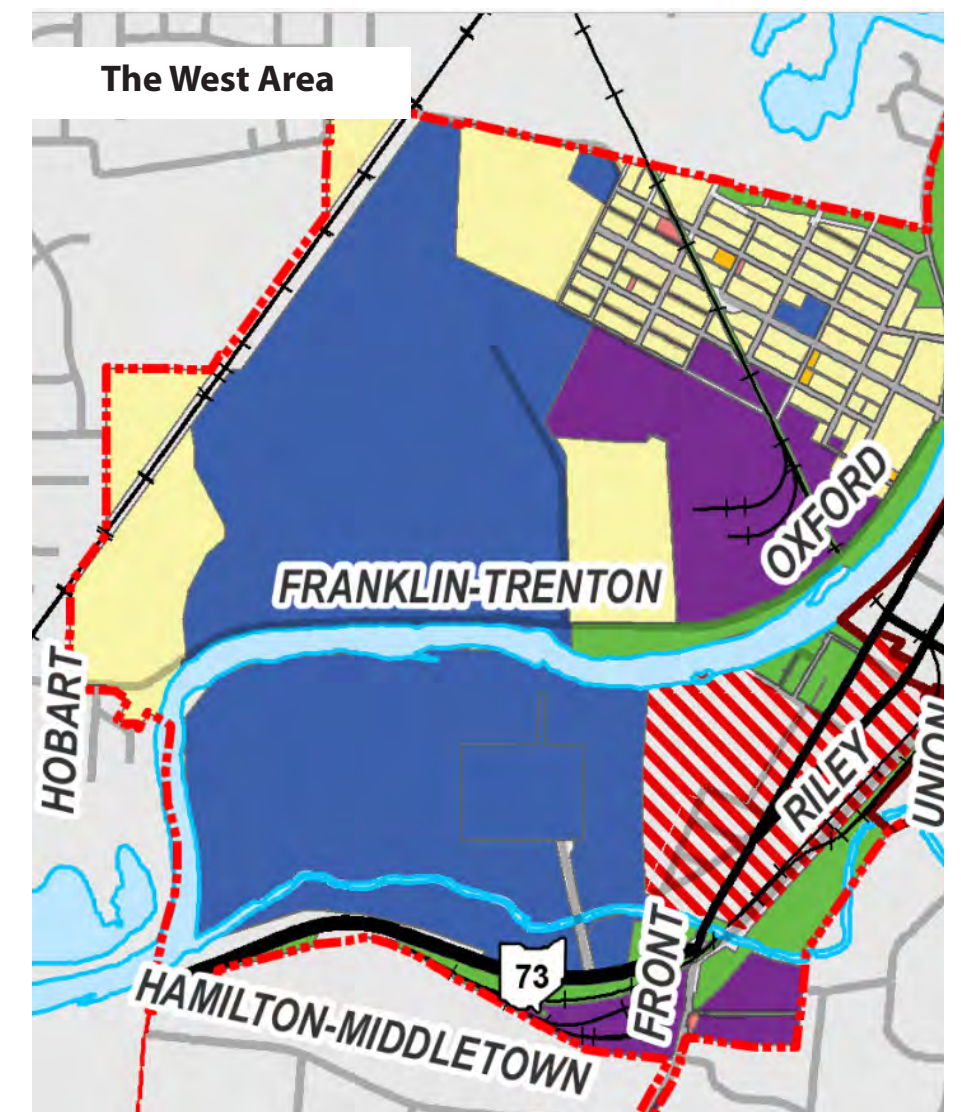 The West Area
OXFORD
FRANKLIN-TRENTON
HOBART
RILEY
UNION
FRONT
73
HAMILTON-MIDDLETOWN